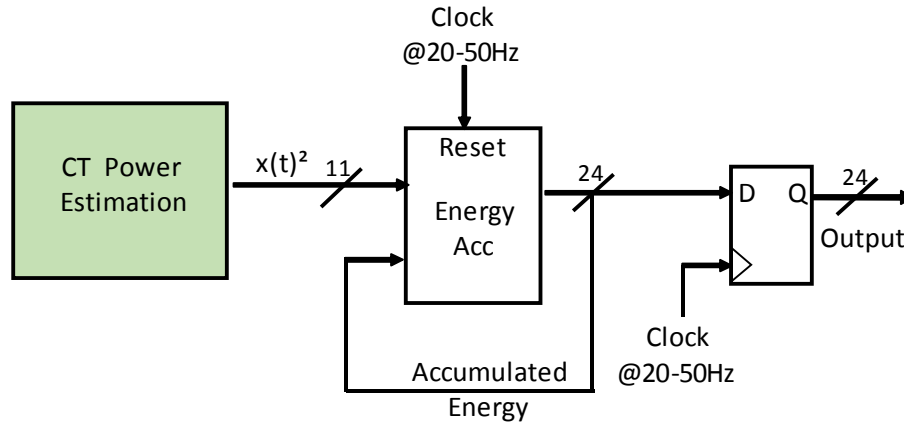 Clock
@20-50Hz
CT Power
Estimation
x(t)²
11
Reset
Energy
Acc
24
D
Q
24
Output
Clock
@20-50Hz
Accumulated
Energy